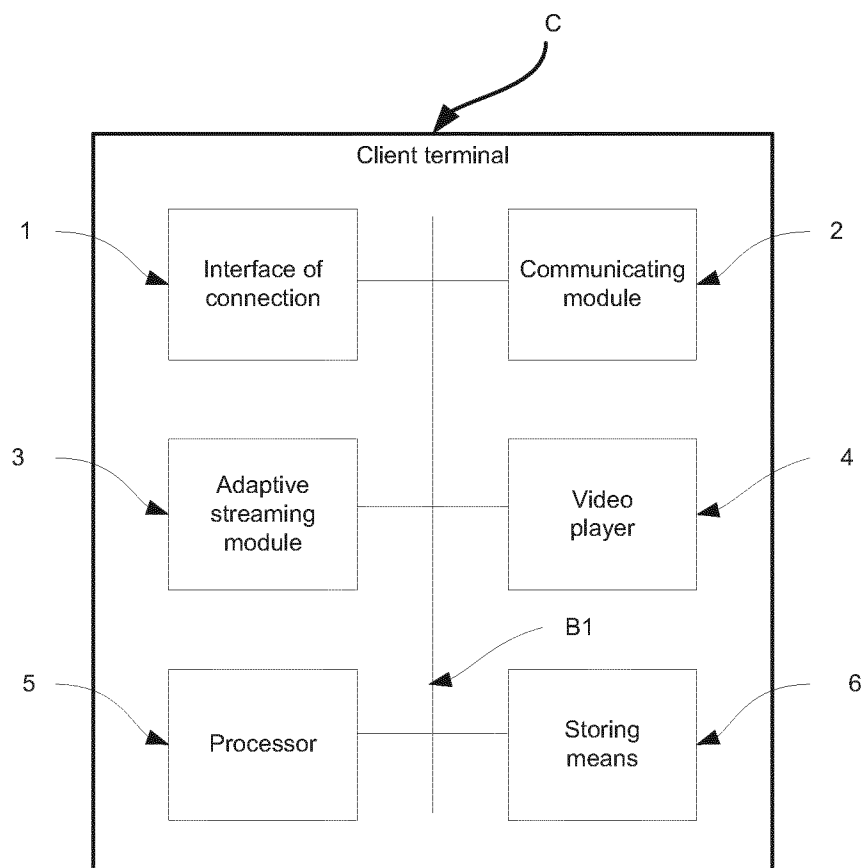 C
Client terminal
1
Interface of
connection
Communicating
module
2
3
Adaptive
streaming
module
Video
player
4
B1
5
Processor
Storing
means
6